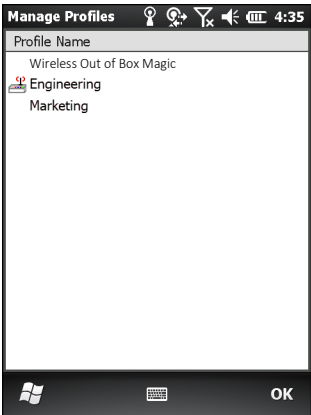 Manage Profiles 4:35
Profile Name
Wireless Out of Box Magic
Engineering
Marketing
OK